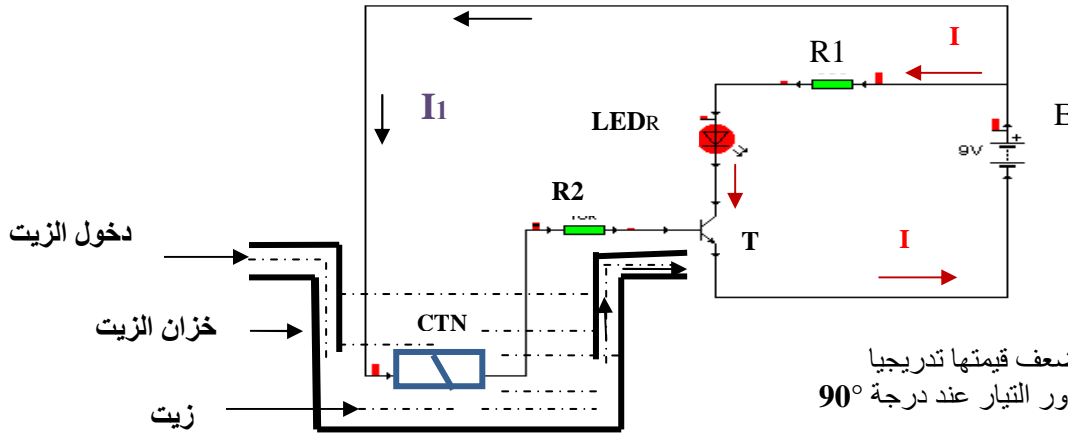 I
R1
I1
LEDR
E
+
9V
R2
10K
دخول الزيت
T
I
خزان الزيت
CTN
ضعف قيمتها تدريجيا
ور التيار عند درجة °90
زيت